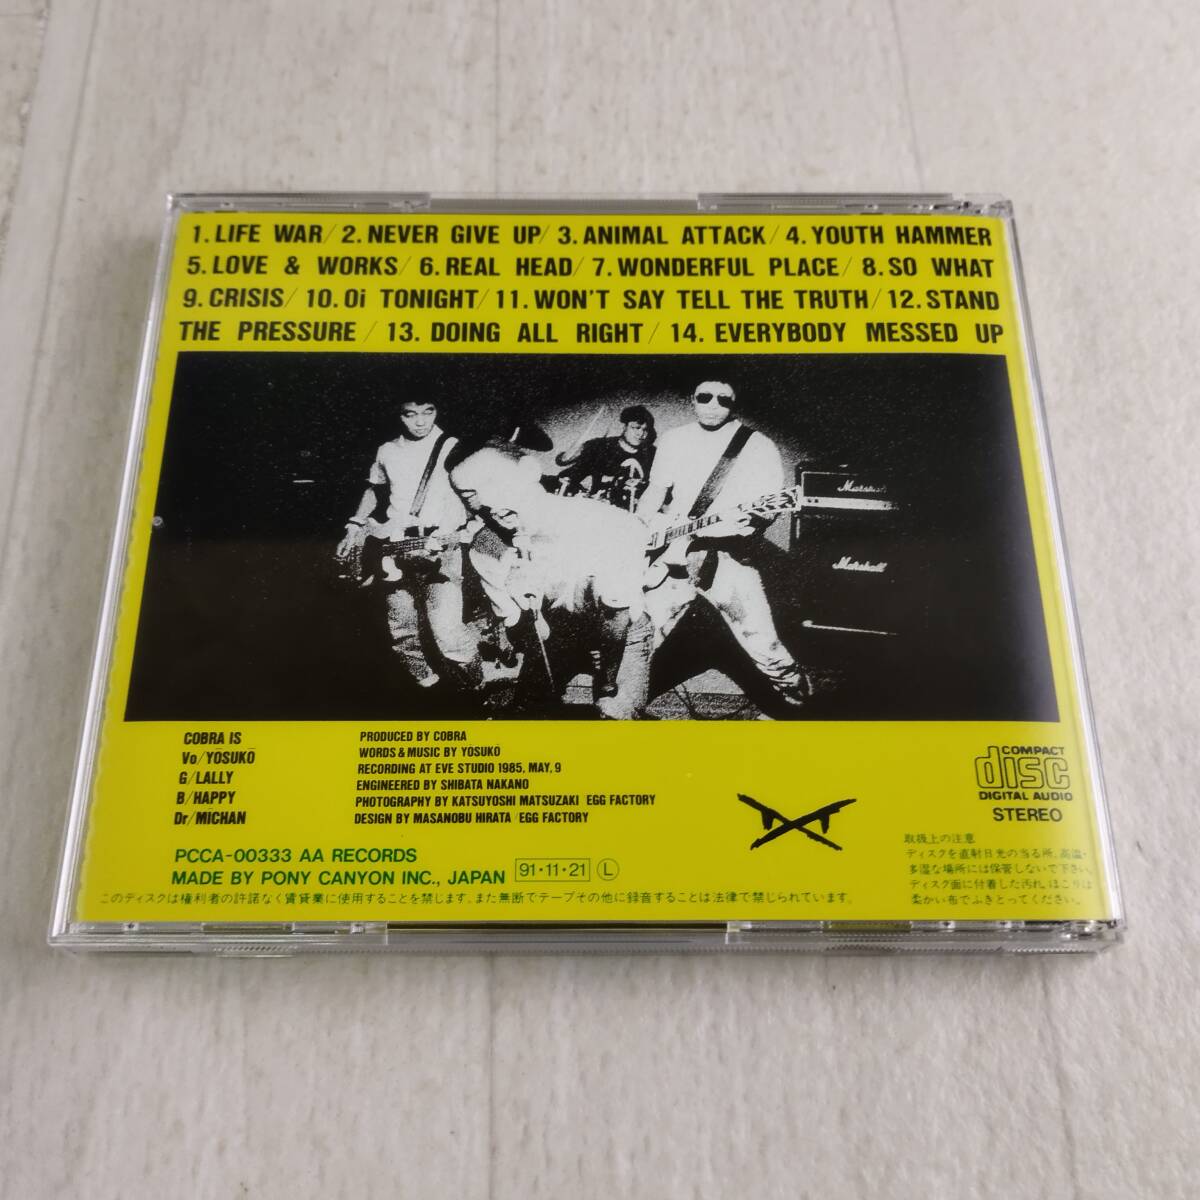 1. LIFE WAR / 2. NEVER GIVE UP / 3. ANIMAL ATTACK / 4. YOUTH HAMMER
5. LOVE & WORKS / 6. REAL HEAD / 7. WONDERFUL PLACE / 8. SO WHAT
9. CRISIS / 10. Oi TONIGHT / 11. WON'T SAY TELL THE TRUTH / 12. STAND
THE PRESSURE / 13. DOING ALL RIGHT / 14. EVERYBODY MESSED UP
Marshall
Marshall
COBRA IS
Vo/YŌSUKŌ
G/LALLY
B/HAPPY
Dr/MĪCHAN
PRODUCED BY COBRA
WORDS & MUSIC BY YŌSUKŌ
RECORDING AT EVE STUDIO 1985, MAY, 9
ENGINEERED BY SHIBATA NAKANO
PHOTOGRAPHY BY KATSUYOSHI MATSUZAKI EGG FACTORY
DESIGN BY MASANOBU HIRATA / EGG FACTORY
COMPACT
disc
DIGITAL AUDIO
STEREO
PCCA-00333 AA RECORDS
MADE BY PONY CANYON INC., JAPAN 91・11・21 L
このディスクは権利者の許諾なく賃貸業に使用することを禁じます。また無断でテープその他に録音することは法律で禁じられています。
取扱上の注意
ディスクを直射日光の当る所、高温・
多湿な場所には保管しないで下さい。
ディスク面に付着した汚れ、ほこりは
柔かい布でふきとってください。